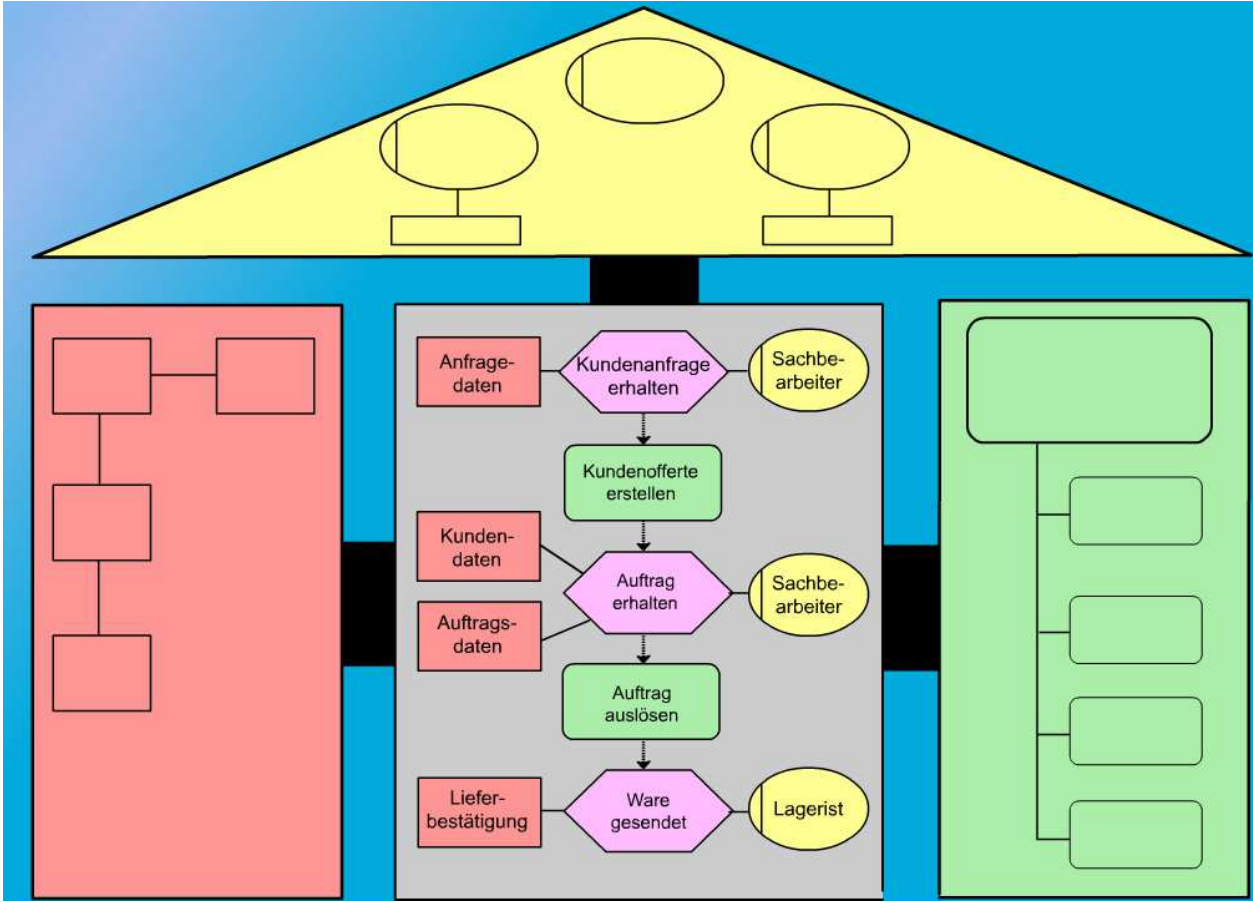 Anfrage-
daten
Kundenanfrage
erhalten
Sachbe-
arbeiter
Kundenofferte
erstellen
Kunden-
daten
Auftrag
erhalten
Sachbe-
arbeiter
Auftrags-
daten
Auftrag
auslösen
Liefer-
bestätigung
Ware
gesendet
Lagerist